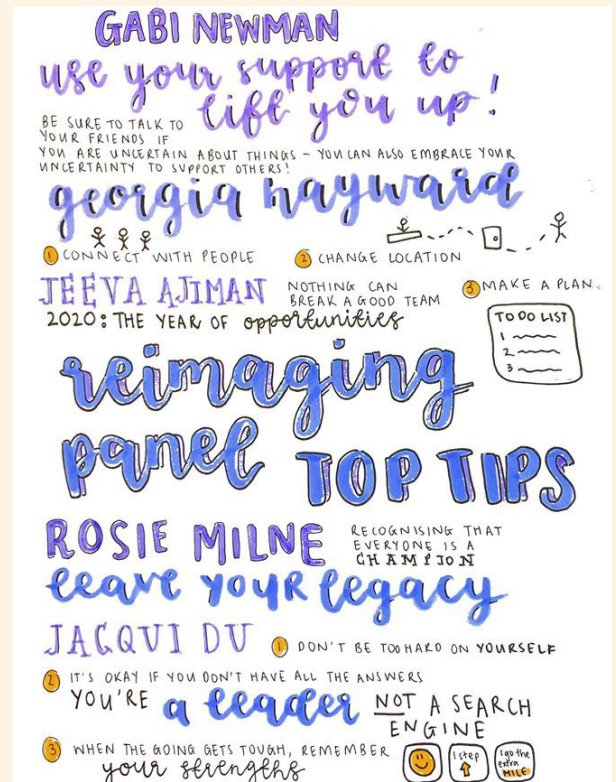 GABI NEWMAN
use your support to
lift you up!
BE SURE TO TALK TO
YOUR FRIENDS IF
YOU ARE UNCERTAIN ABOUT THINGS - YOU CAN ALSO EMBRACE YOUR
UNCERTAINTY TO SUPPORT OTHERS!
georgia hayward
1 CONNECT WITH PEOPLE
2 CHANGE LOCATION
3 MAKE A PLAN
TO DO LIST
1
2
3
JEEVA AJIMAN
NOTHING CAN
BREAK A GOOD TEAM
2020: THE YEAR OF opportunities
reimaging
panel TOP TIPS
ROSIE MILNE
RECOGNISING THAT
EVERYONE IS A
CHAMPION
leave YOUR legacy
JACQUI DU
1 DON'T BE TOO HARD ON YOURSELF
2 IT'S OKAY IF YOU DON'T HAVE ALL THE ANSWERS
YOU'RE a leader NOT A SEARCH
ENGINE
3 WHEN THE GOING GETS TOUGH, REMEMBER
your strengths
1 step
I go the
extra
MILE